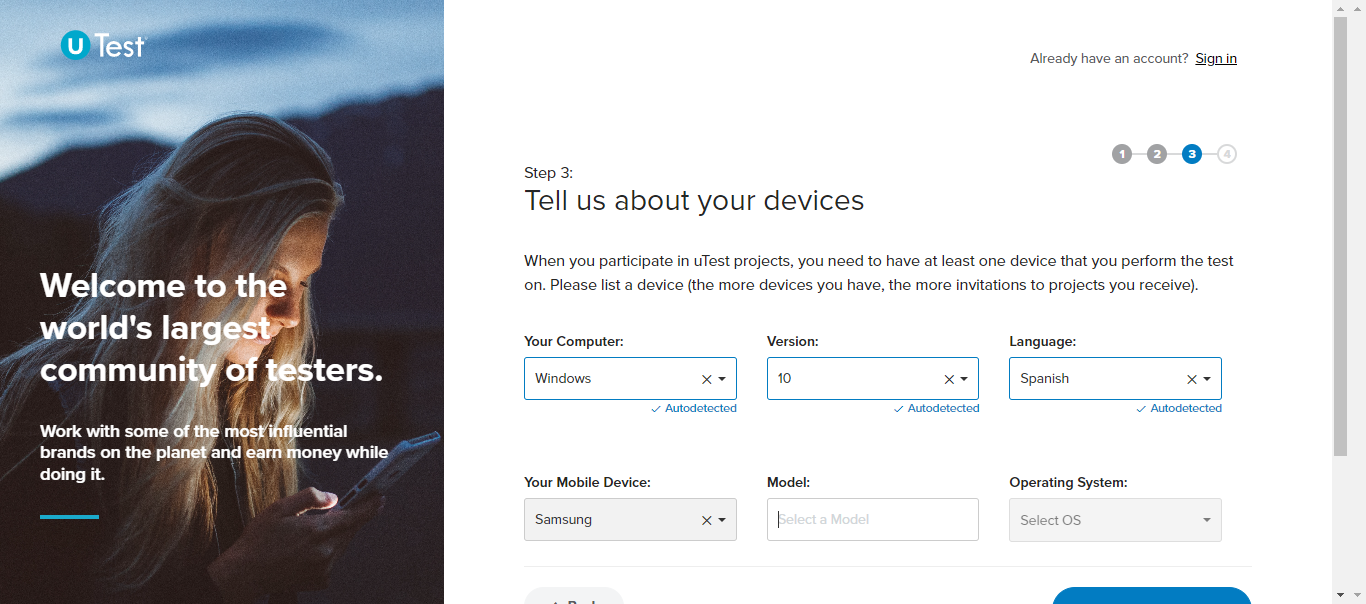 U Test
Already have an account? Sign in
1 2 3 4
Step 3:
Tell us about your devices
Welcome to the
world's largest
community of testers.
Work with some of the most influential
brands on the planet and earn money while
doing it.
When you participate in uTest projects, you need to have at least one device that you perform the test
on. Please list a device (the more devices you have, the more invitations to projects you receive).
Your Computer: Version: Language:
Windows 10 Spanish
Autodetected Autodetected Autodetected
Your Mobile Device: Model: Operating System:
Samsung Select a Model Select OS